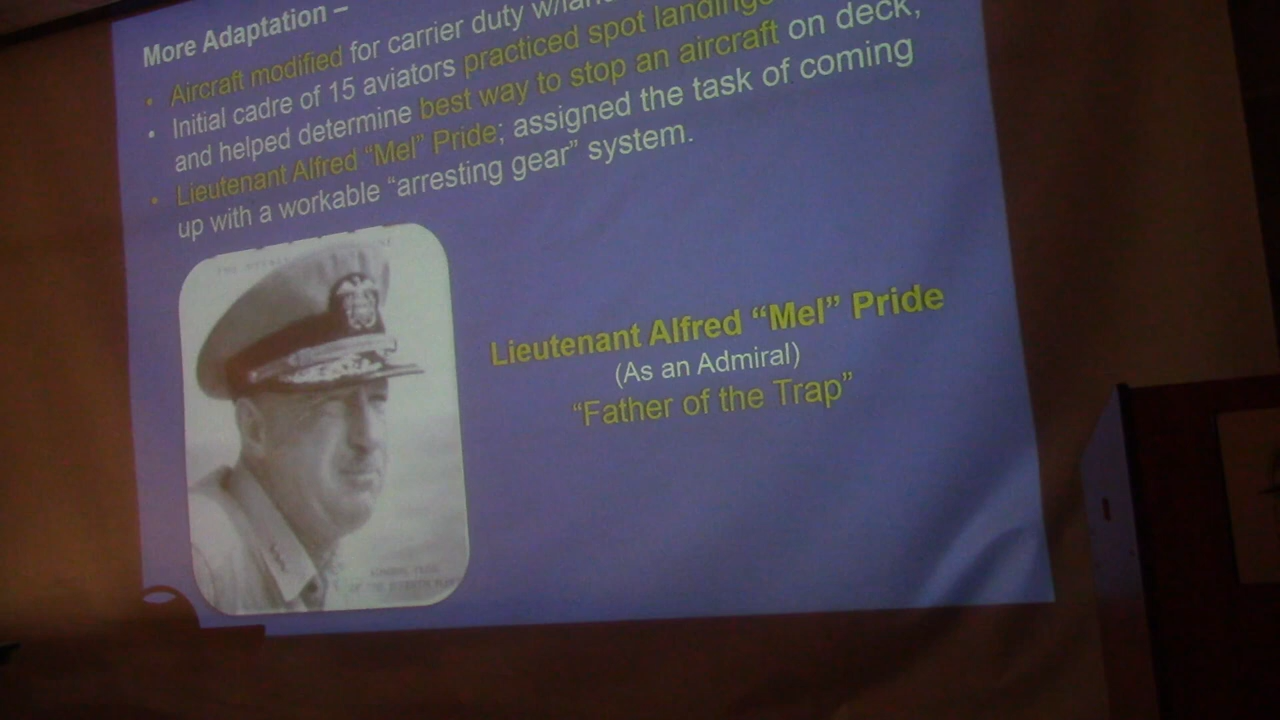 More Adaptation –
• Aircraft modified for carrier duty
• Initial cadre of 15 aviators practiced spot landings
and helped determine best way to stop an aircraft on deck,
• Lieutenant Alfred “Mel” Pride; assigned the task of coming
up with a workable “arresting gear” system.
Lieutenant Alfred “Mel” Pride
(As an Admiral)
“Father of the Trap”